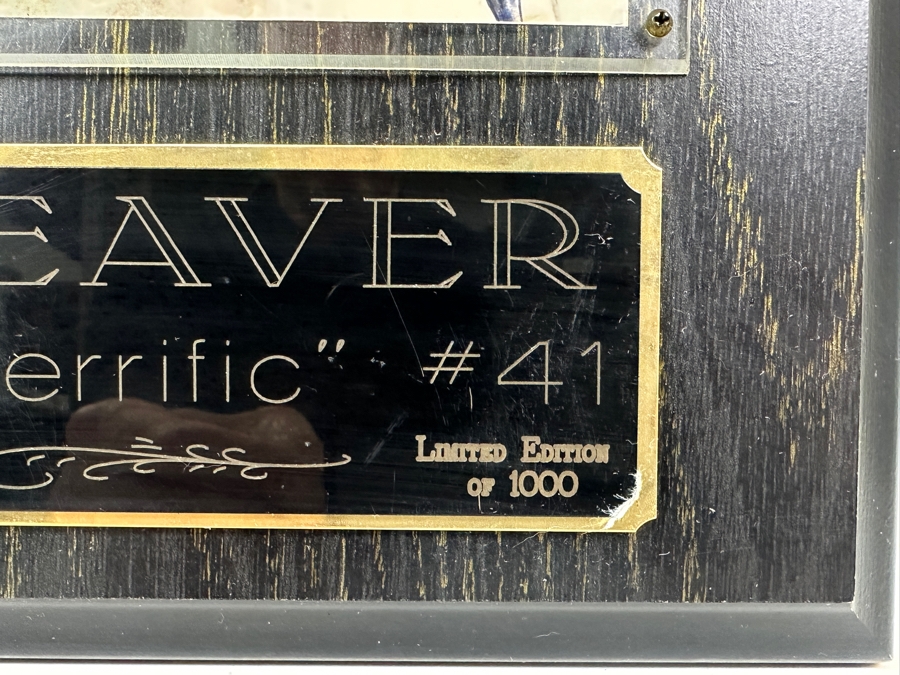 EAVER
errific" #41
LIMITED EDITION
OF 1000